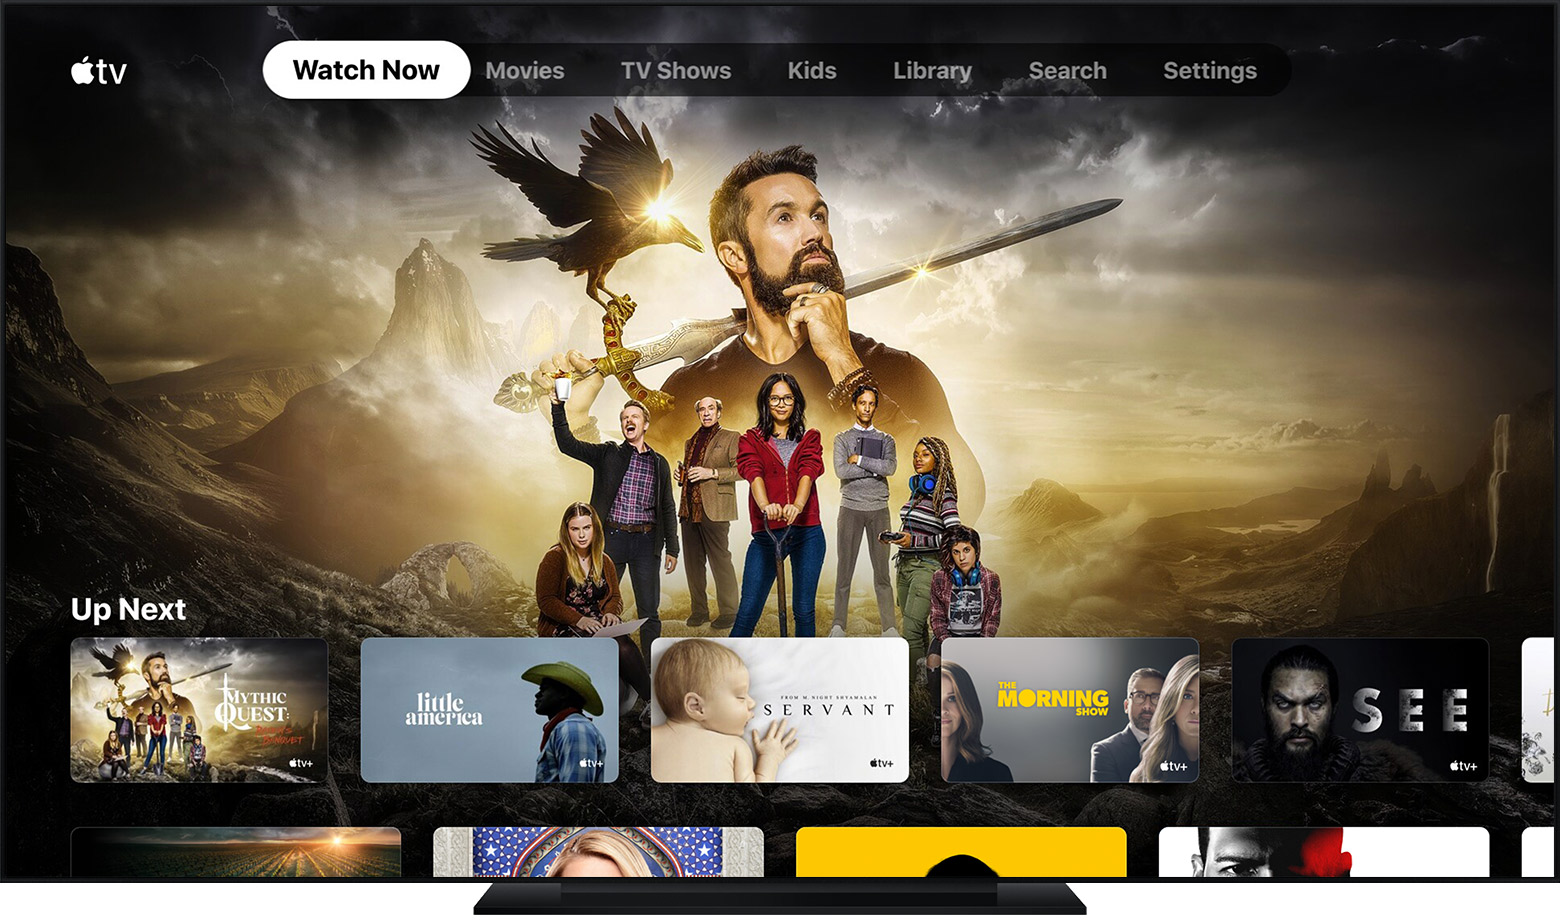 tv
Watch Now
Movies
TV Shows
Kids
Library
Search
Settings
Up Next
MYTHIC
QUEST:
RAVEN'S
BANQUET
tv+
little
america
tv+
FROM M. NIGHT SHYAMALAN
SERVANT
tv+
THE
MORNING
SHOW
tv+
SEE
tv+